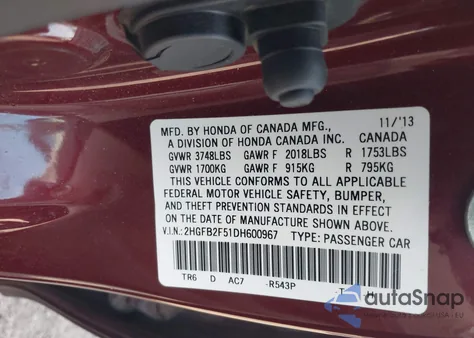 11/'13
MFD. BY HONDA OF CANADA MFG.,
A DIVISION OF HONDA CANADA INC. CANADA
GVWR 3748LBS GAWR F 2018LBS R 1753LBS
GVWR 1700KG GAWR F 915KG R 795KG
THIS VEHICLE CONFORMS TO ALL APPLICABLE
FEDERAL MOTOR VEHICLE SAFETY, BUMPER,
AND THEFT PREVENTION STANDARDS IN EFFECT
ON THE DATE OF MANUFACTURE SHOWN ABOVE.
V.I.N.: 2HGFB2F51DH600967 TYPE: PASSENGER CAR
TR6 D AC7 -R543P
autoSnap